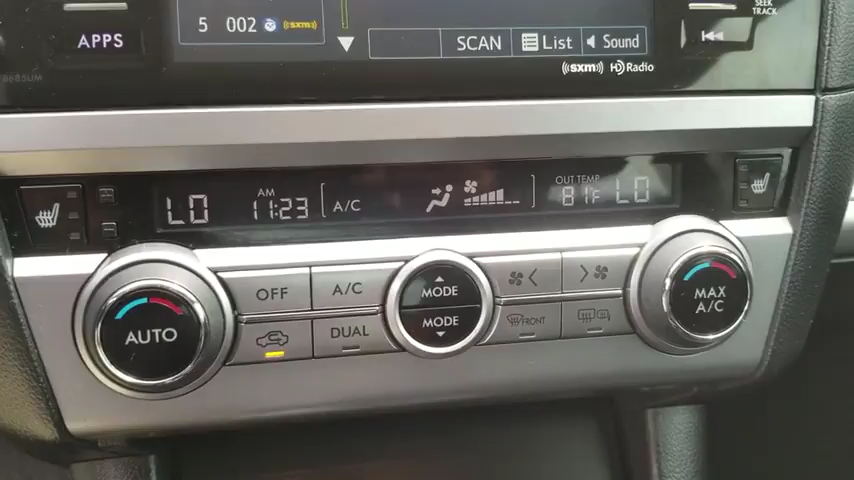 SEEK
TRACK
APPS
5 002 (((sxm)))
SCAN List Sound
(((sxm))) HD Radio
LO AM 11:23 A/C OUT TEMP 81°F LO
OFF A/C MODE MAX
A/C
AUTO DUAL MODE FRONT